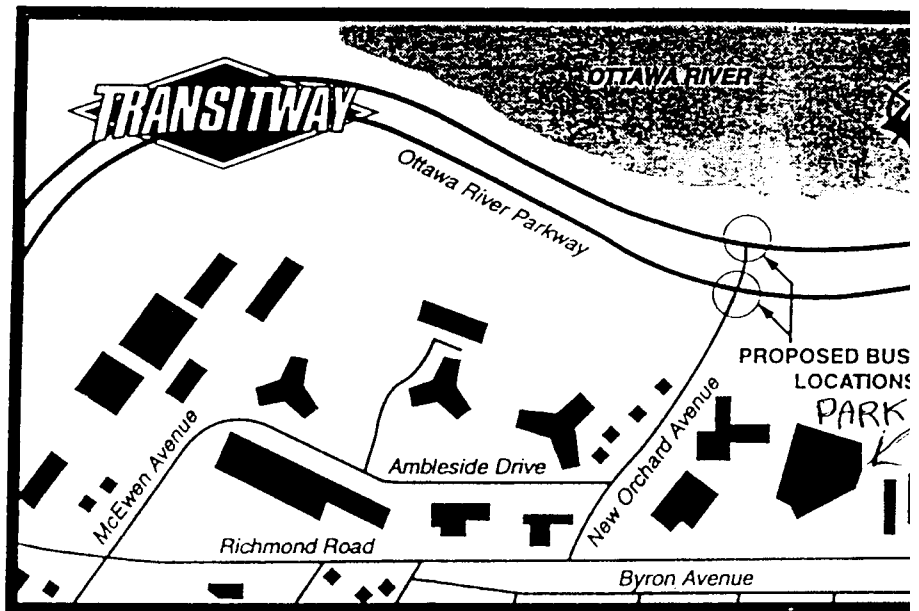 OTTAWA RIVER
TRANSITWAY
Ottawa River Parkway
PROPOSED BUS
LOCATIONS
PARK
McEwen Avenue
Ambleside Drive
New Orchard Avenue
Richmond Road
Byron Avenue